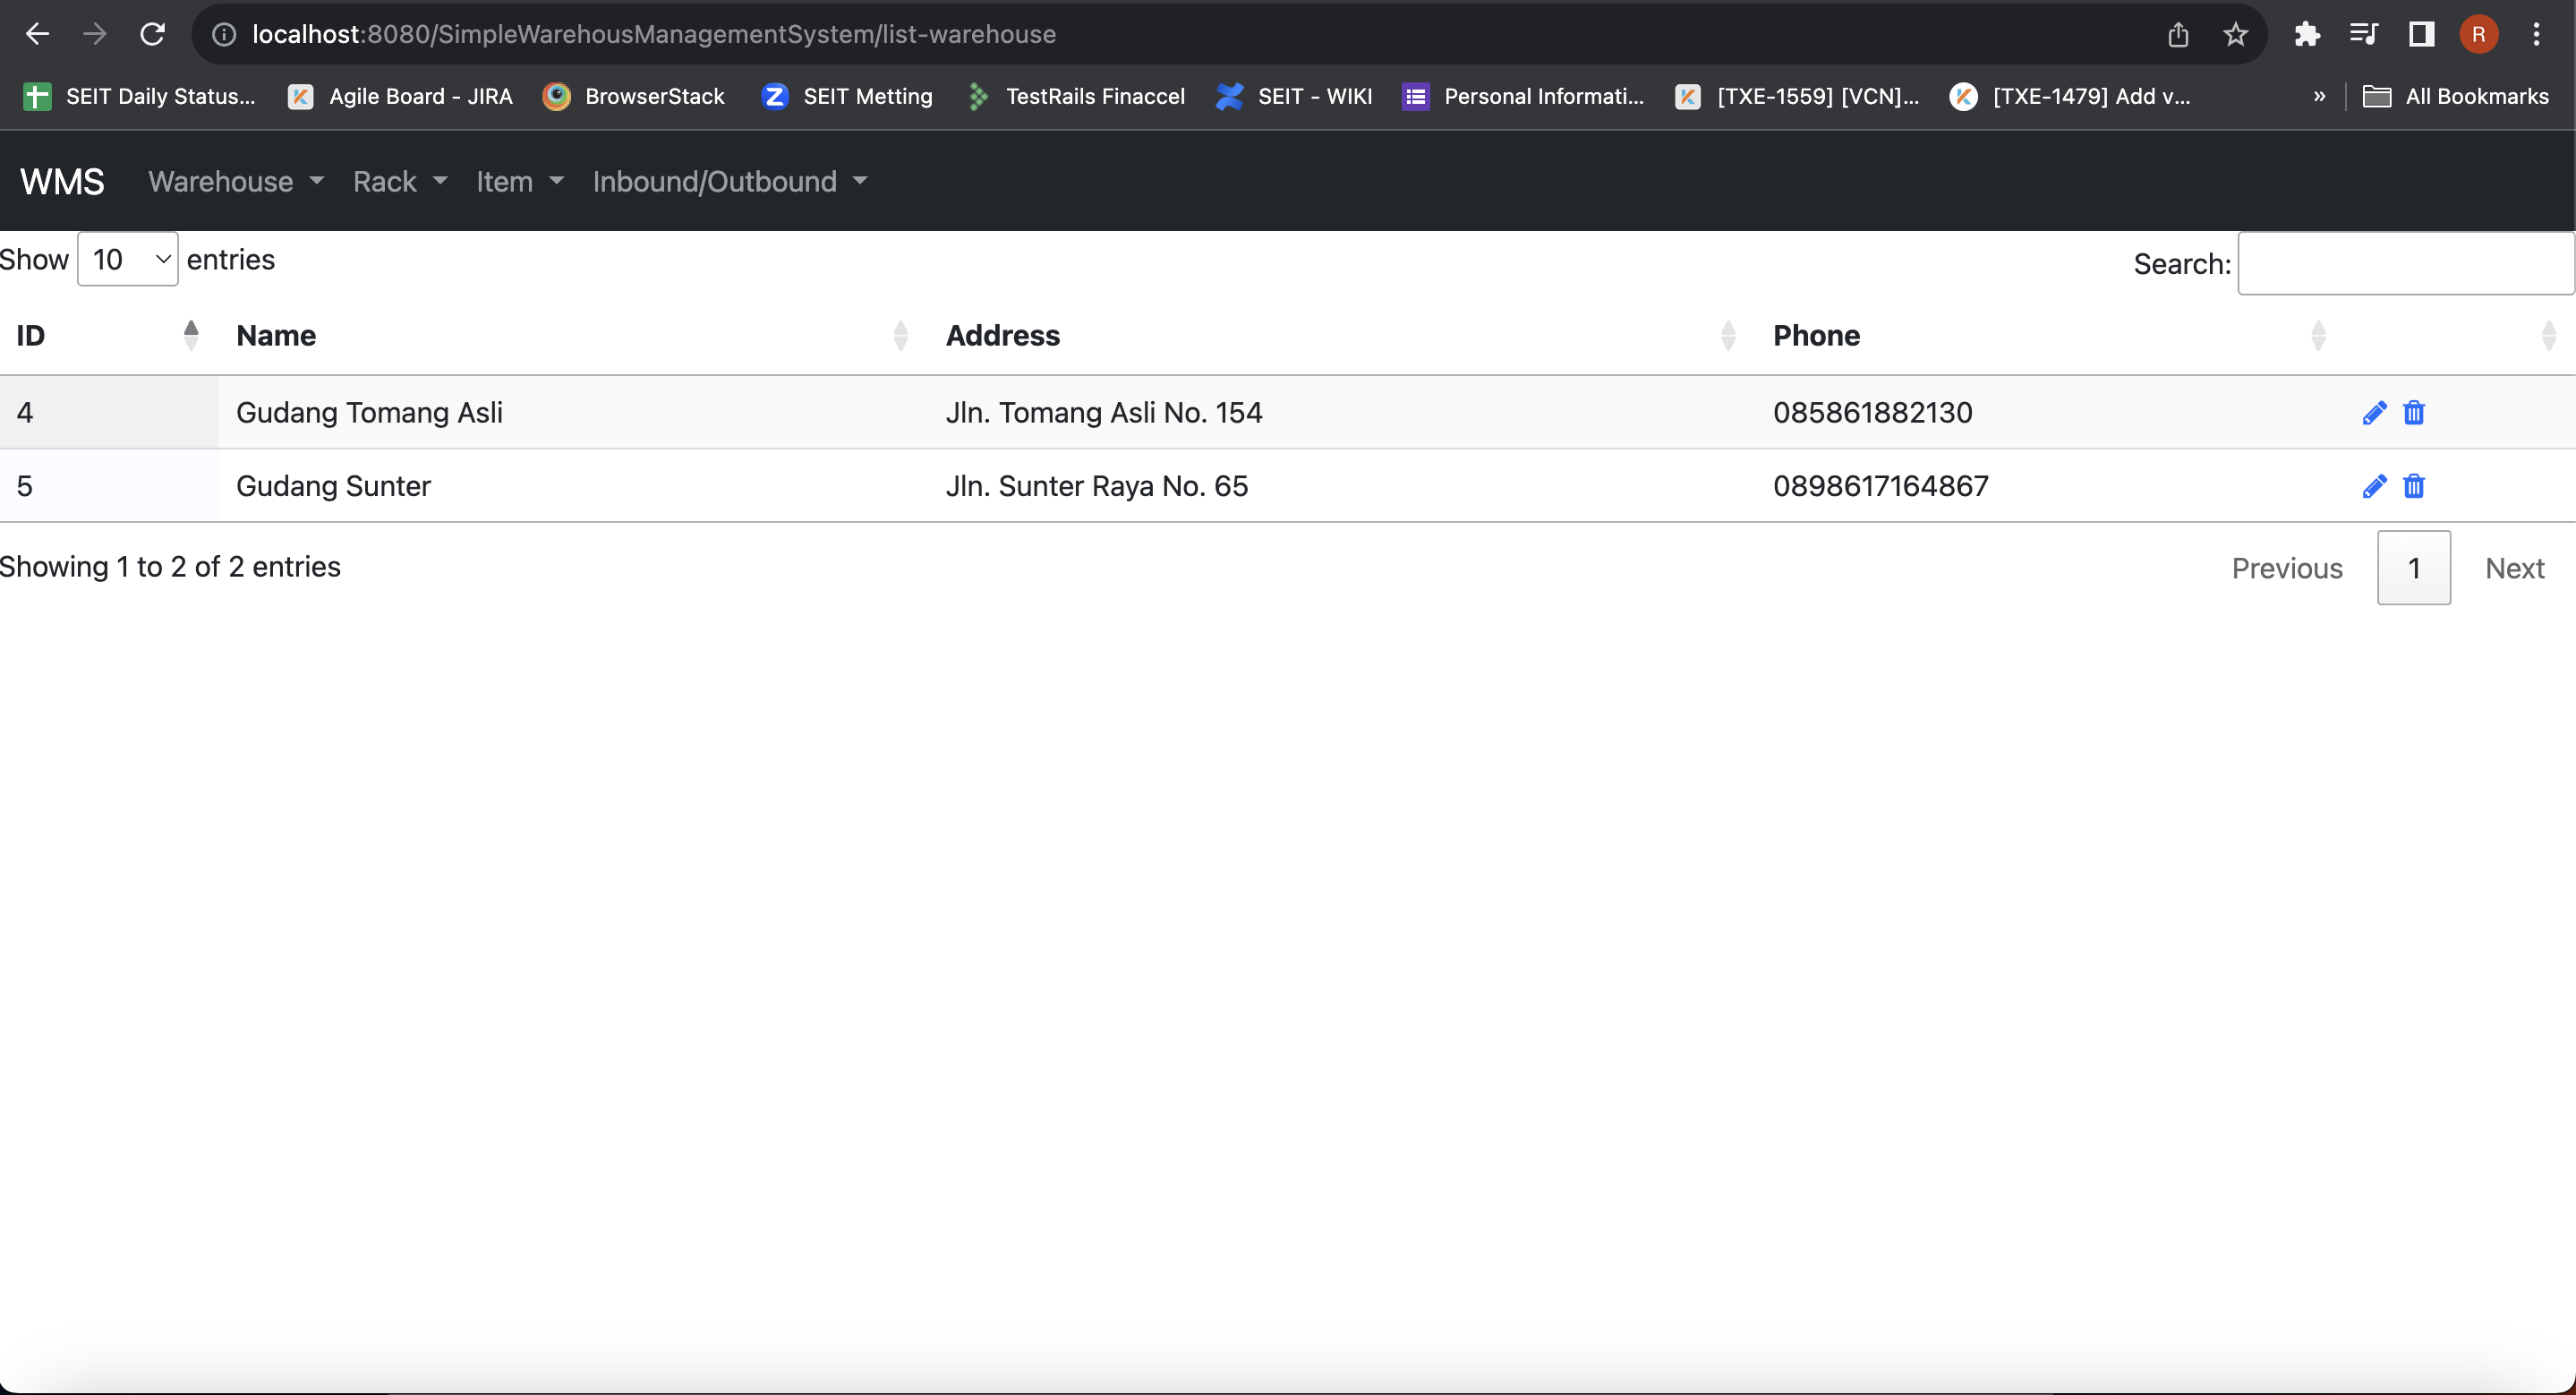 localhost:8080/SimpleWarehousManagementSystem/list-warehouse
R
SEIT Daily Status... Agile Board - JIRA BrowserStack SEIT Metting TestRails Finaccel SEIT - WIKI Personal Informati... [TXE-1559] [VCN]... [TXE-1479] Add v... » All Bookmarks
WMS Warehouse Rack Item Inbound/Outbound
Show 10 entries Search:
ID Name Address Phone
4 Gudang Tomang Asli Jln. Tomang Asli No. 154 085861882130
5 Gudang Sunter Jln. Sunter Raya No. 65 0898617164867
Showing 1 to 2 of 2 entries Previous 1 Next